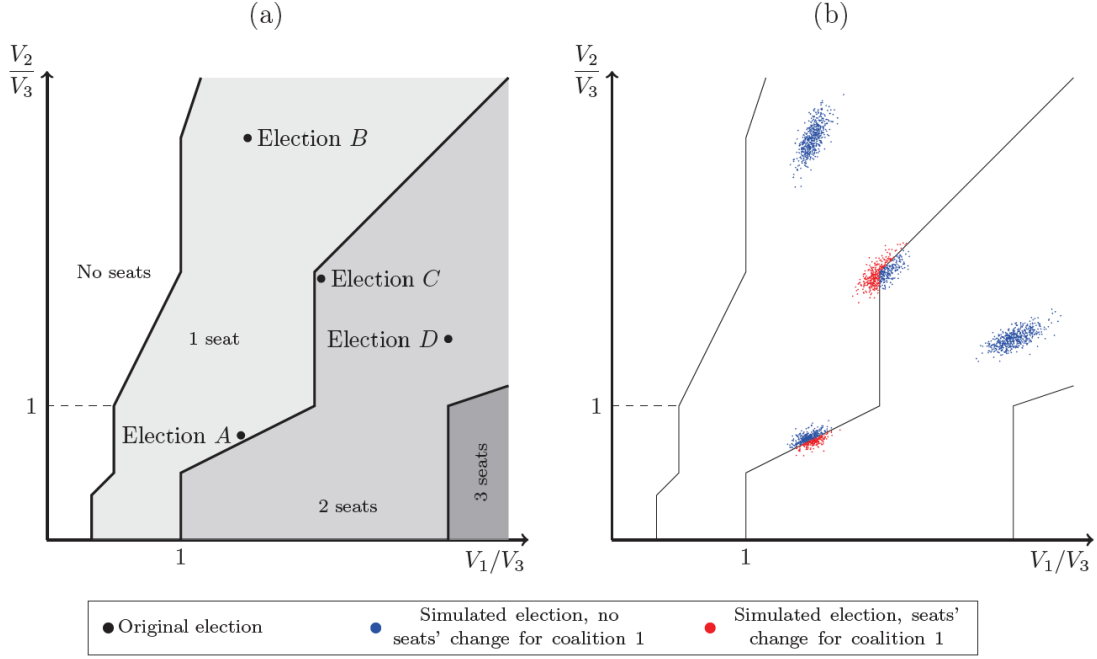 (a)
V₂
V₃
Election B
No seats
Election C
1 seat
Election D
1
Election A
3 seats
2 seats
1
V₁/V₃
(b)
V₂
V₃
1
1
V₁/V₃
Original election
Simulated election, no
seats' change for coalition 1
Simulated election, seats'
change for coalition 1